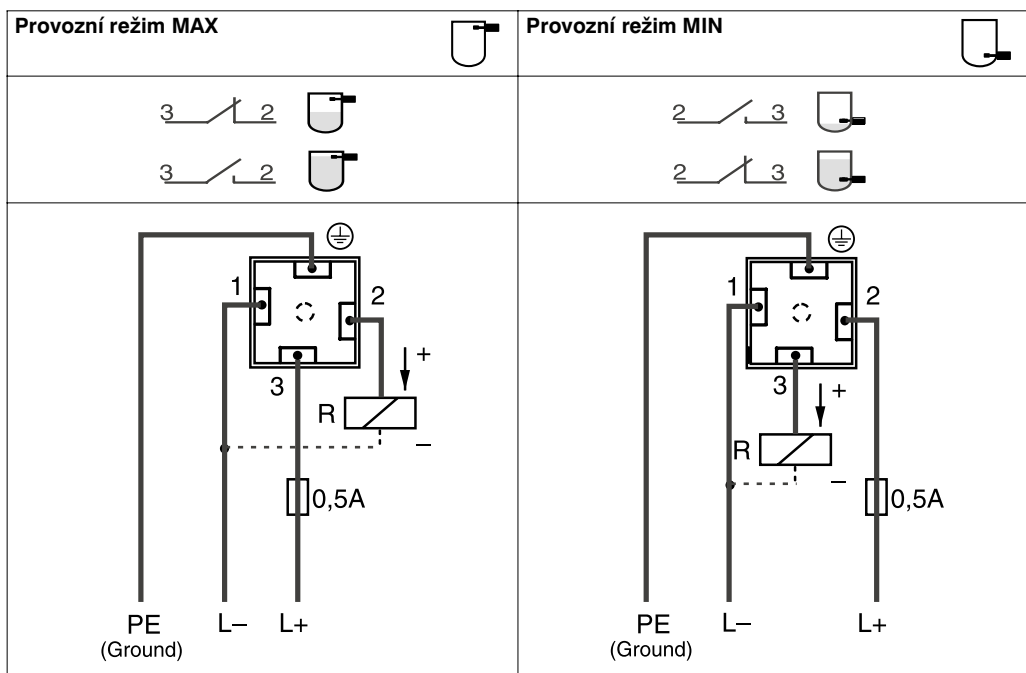 Provozní režim MAX
Provozní režim MIN
3 2
3 2
2 3
2 3
1
2
3
+
R
–
0,5A
PE
(Ground)
L–
L+
1
2
3
+
R
–
0,5A
PE
(Ground)
L–
L+